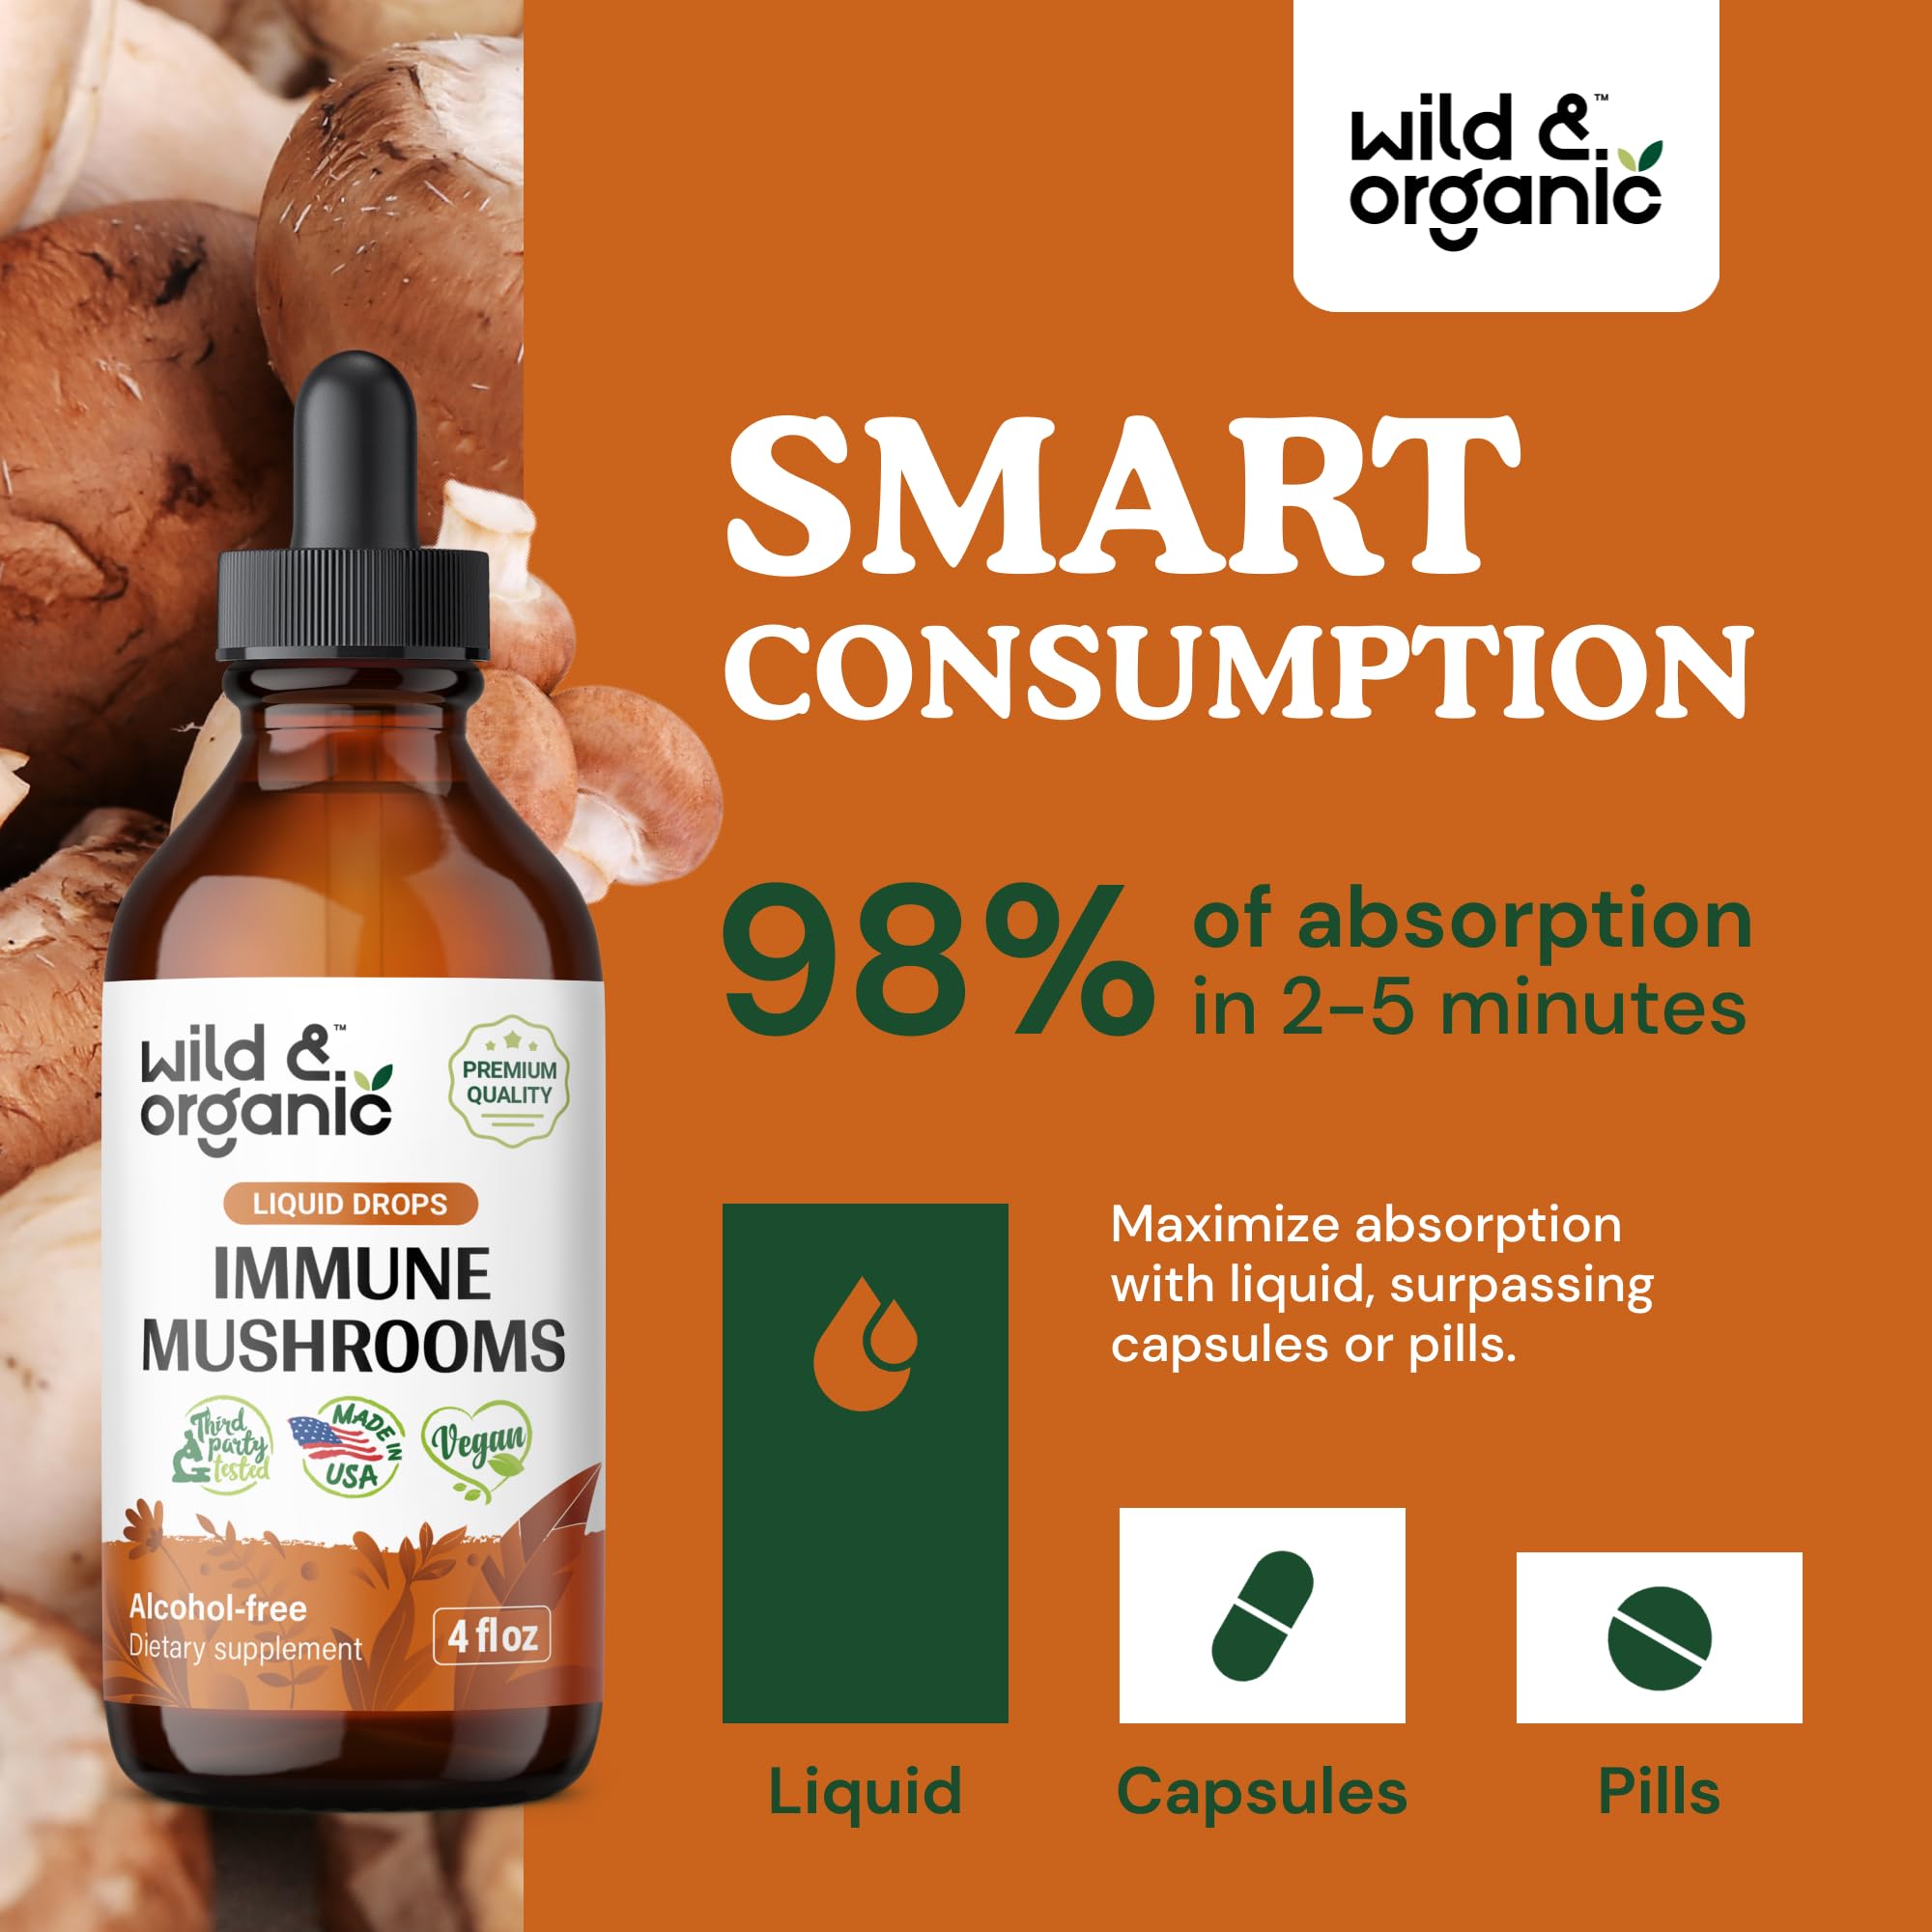 wild &
organic
TM
SMART
CONSUMPTION
98% of absorption
in 2-5 minutes
Maximize absorption
with liquid, surpassing
capsules or pills.
Liquid
Capsules
Pills
wild &
organic
TM
PREMIUM
QUALITY
LIQUID DROPS
IMMUNE
MUSHROOMS
Third
party
tested
MADE IN
USA
Vegan
Alcohol-free
Dietary supplement
4 fl oz